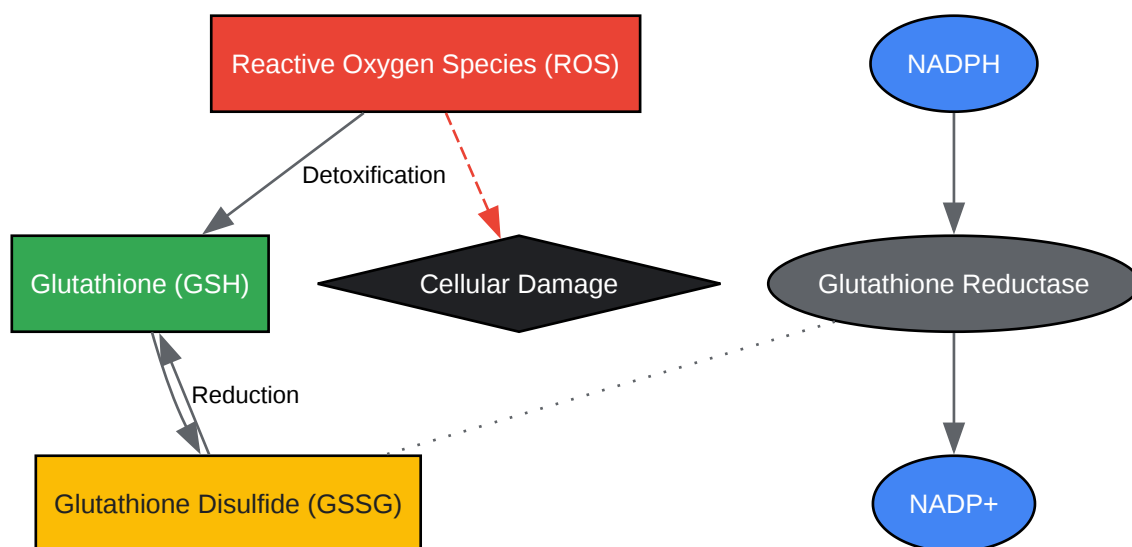 Reactive Oxygen Species (ROS)
NADPH
Detoxification
Glutathione (GSH)
Cellular Damage
Glutathione Reductase
Reduction
Glutathione Disulfide (GSSG)
NADP+